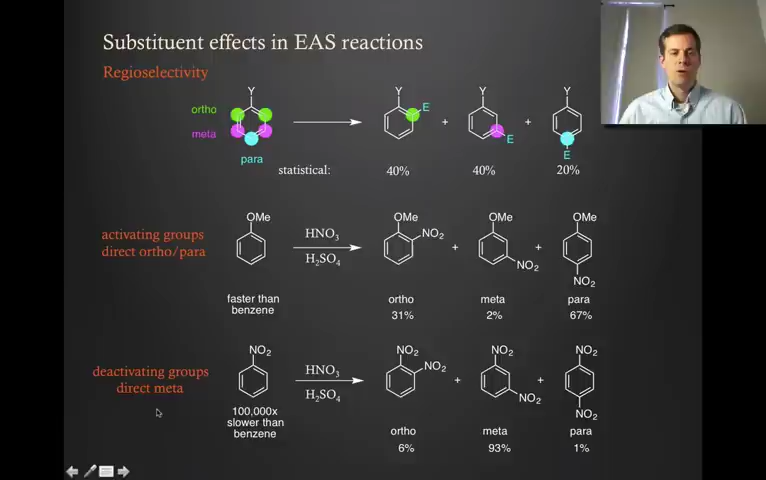 Substituent effects in EAS reactions
Regioselectivity
Y
Y
Y
Y
ortho
E
meta
+
+
E
para
E
statistical:
40%
40%
20%
OMe
OMe
OMe
OMe
activating groups
direct ortho/para
HNO3
H2SO4
NO2
+
+
NO2
NO2
faster than
benzene
ortho
meta
para
31%
2%
67%
NO2
NO2
NO2
NO2
deactivating groups
direct meta
HNO3
H2SO4
NO2
+
+
NO2
NO2
100,000x
slower than
benzene
ortho
meta
para
6%
93%
1%